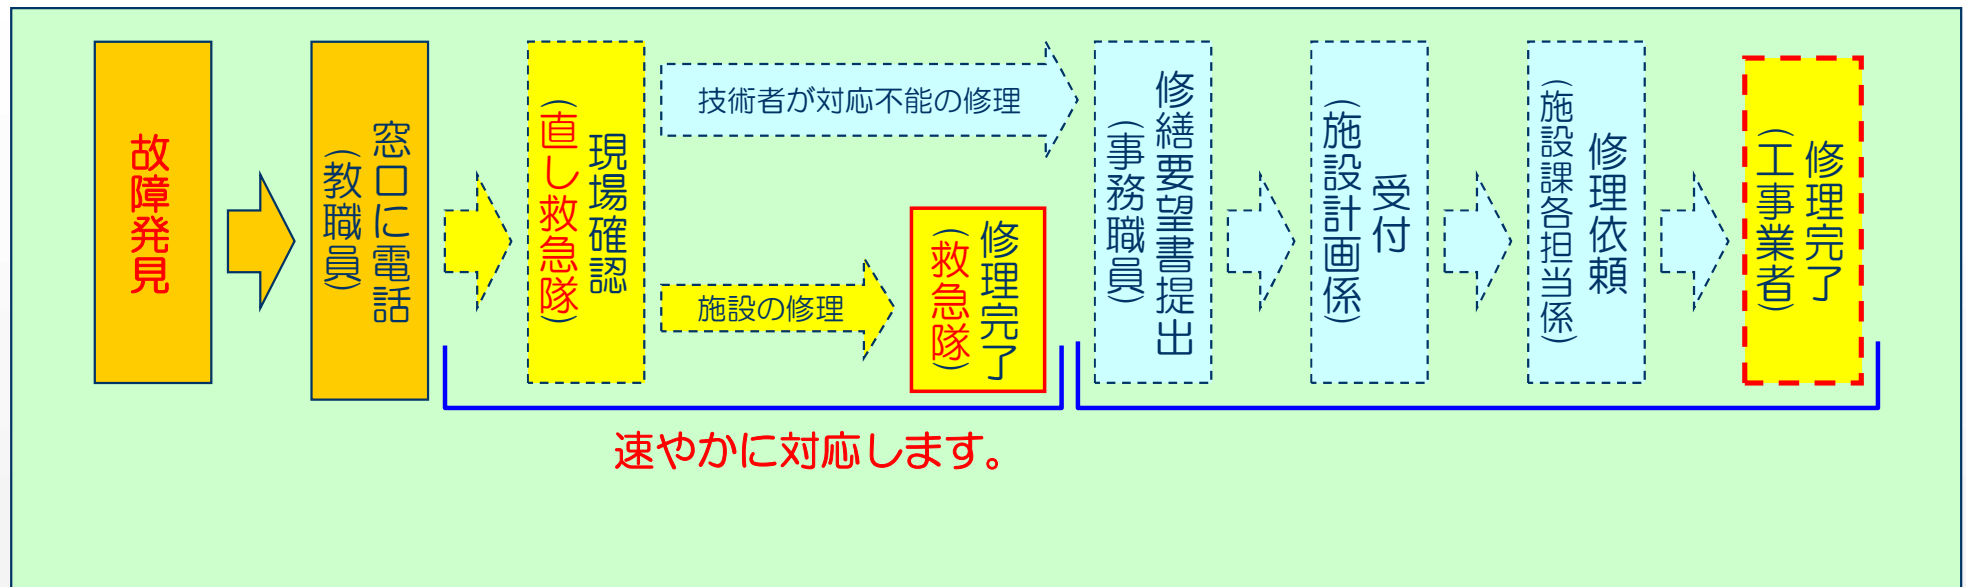 故障発見
窓口に電話
（教職員）
現場確認
（直し救急隊）
技術者が対応不能の修理
施設の修理
修理完了
（救急隊）
修繕要望書提出
（事務職員）
受付
（施設計画係）
修理依頼
（施設課各担当係）
修理完了
（工事業者）
速やかに対応します。